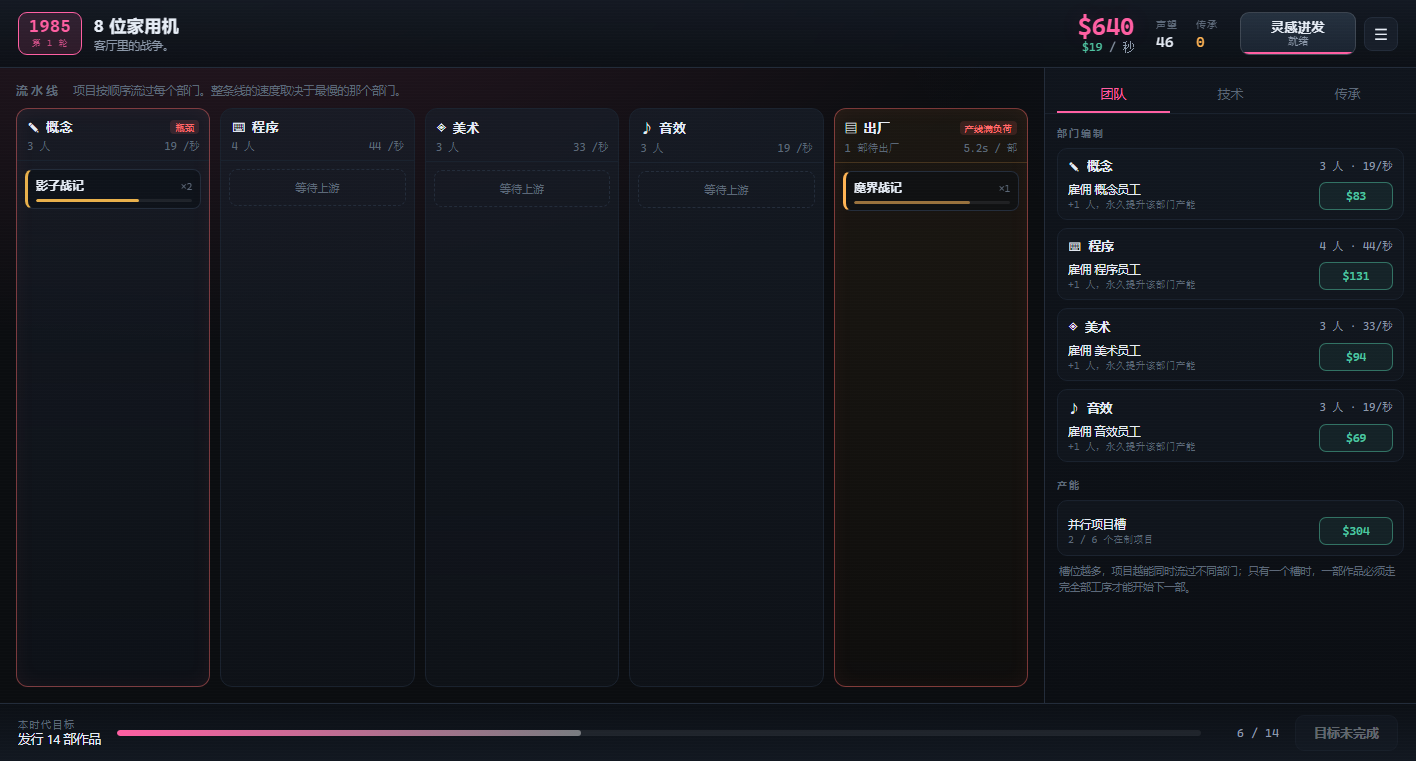 1985
第 1 轮
8 位家用机
客厅里的战争。
$640
$19 / 秒
声望
46
传承
0
灵感迸发
就绪
流水线 项目按顺序流过每个部门。整条线的速度取决于最慢的那个部门。
概念 瓶颈
3 人 19 /秒
影子战记 ×2
程序
4 人 44 /秒
等待上游
美术
3 人 33 /秒
等待上游
音效
3 人 19 /秒
等待上游
出厂 产线满负荷
1 部待出厂 5.2s / 部
魔界战记 ×1
团队 技术 传承
部门编制
概念 3 人 · 19/秒
雇佣 概念员工
+1 人，永久提升该部门产能
$83
程序 4 人 · 44/秒
雇佣 程序员工
+1 人，永久提升该部门产能
$131
美术 3 人 · 33/秒
雇佣 美术员工
+1 人，永久提升该部门产能
$94
音效 3 人 · 19/秒
雇佣 音效员工
+1 人，永久提升该部门产能
$69
产能
并行项目槽
2 / 6 个在制项目
$304
槽位越多，项目越能同时流过不同部门；只有一个槽时，一部作品必须走
完全部工序才能开始下一部。
本时代目标
发行 14 部作品
6 / 14
目标未完成